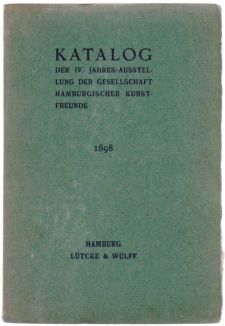 KATALOG
DER IV. JAHRES-AUSSTEL-
LUNG DER GESELLSCHAFT
HAMBURGISCHER KUNST-
FREUNDE
1898
HAMBURG
LÜTCKE & WULFF